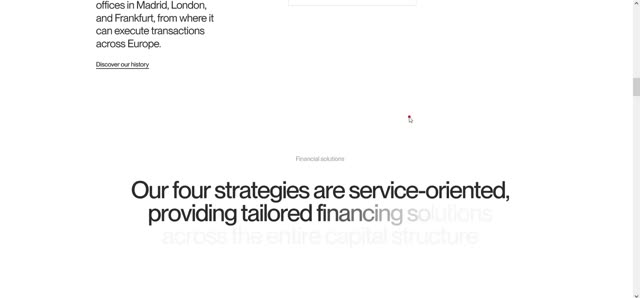 offices in Madrid, London,
and Frankfurt, from where it
can execute transactions
across Europe.
Discover our history
Financial solutions
Our four strategies are service-oriented,
providing tailored financing solutions
across the entire capital structure